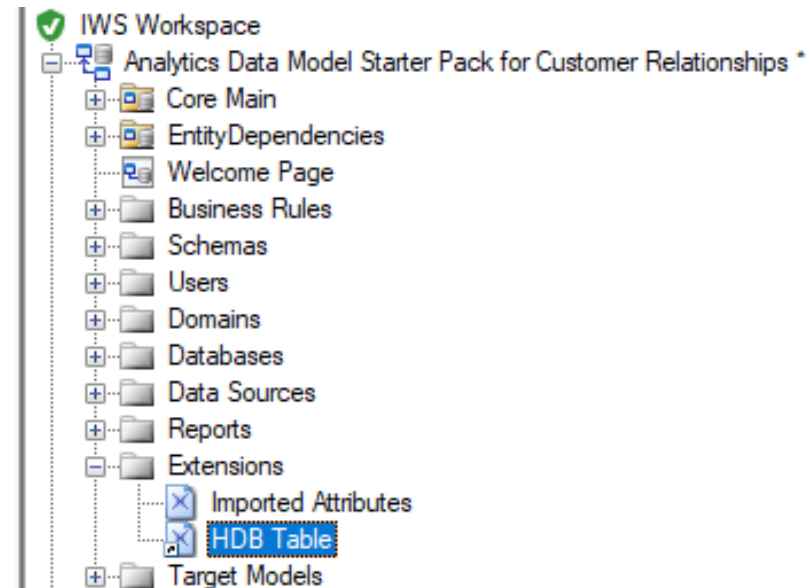 IWS Workspace
Analytics Data Model Starter Pack for Customer Relationships *
Core Main
EntityDependencies
Welcome Page
Business Rules
Schemas
Users
Domains
Databases
Data Sources
Reports
Extensions
Imported Attributes
HDB Table
Target Models